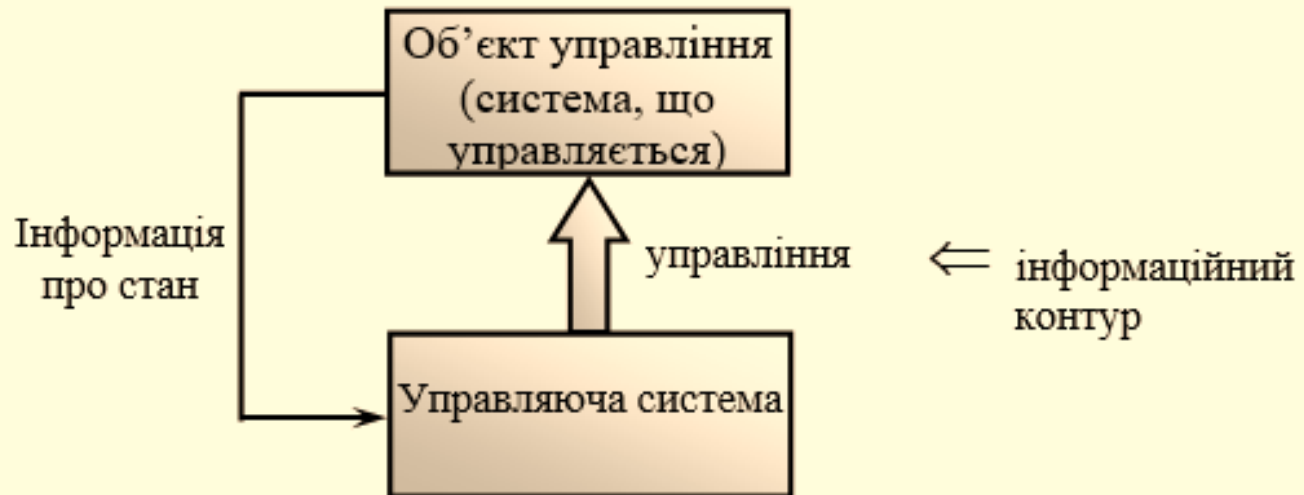 Об’єкт управління
(система, що
управляється)
Інформація
про стан
управління
⇐ інформаційний
контур
Управляюча система